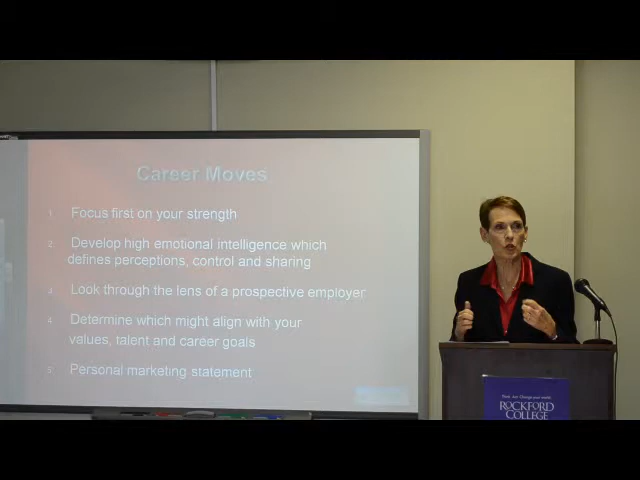 Career Moves
1. Focus first on your strength
2. Develop high emotional intelligence which
defines perceptions, control and sharing
3. Look through the lens of a prospective employer
4. Determine which might align with your
values, talent and career goals
5. Personal marketing statement
ROCKFORD
COLLEGE